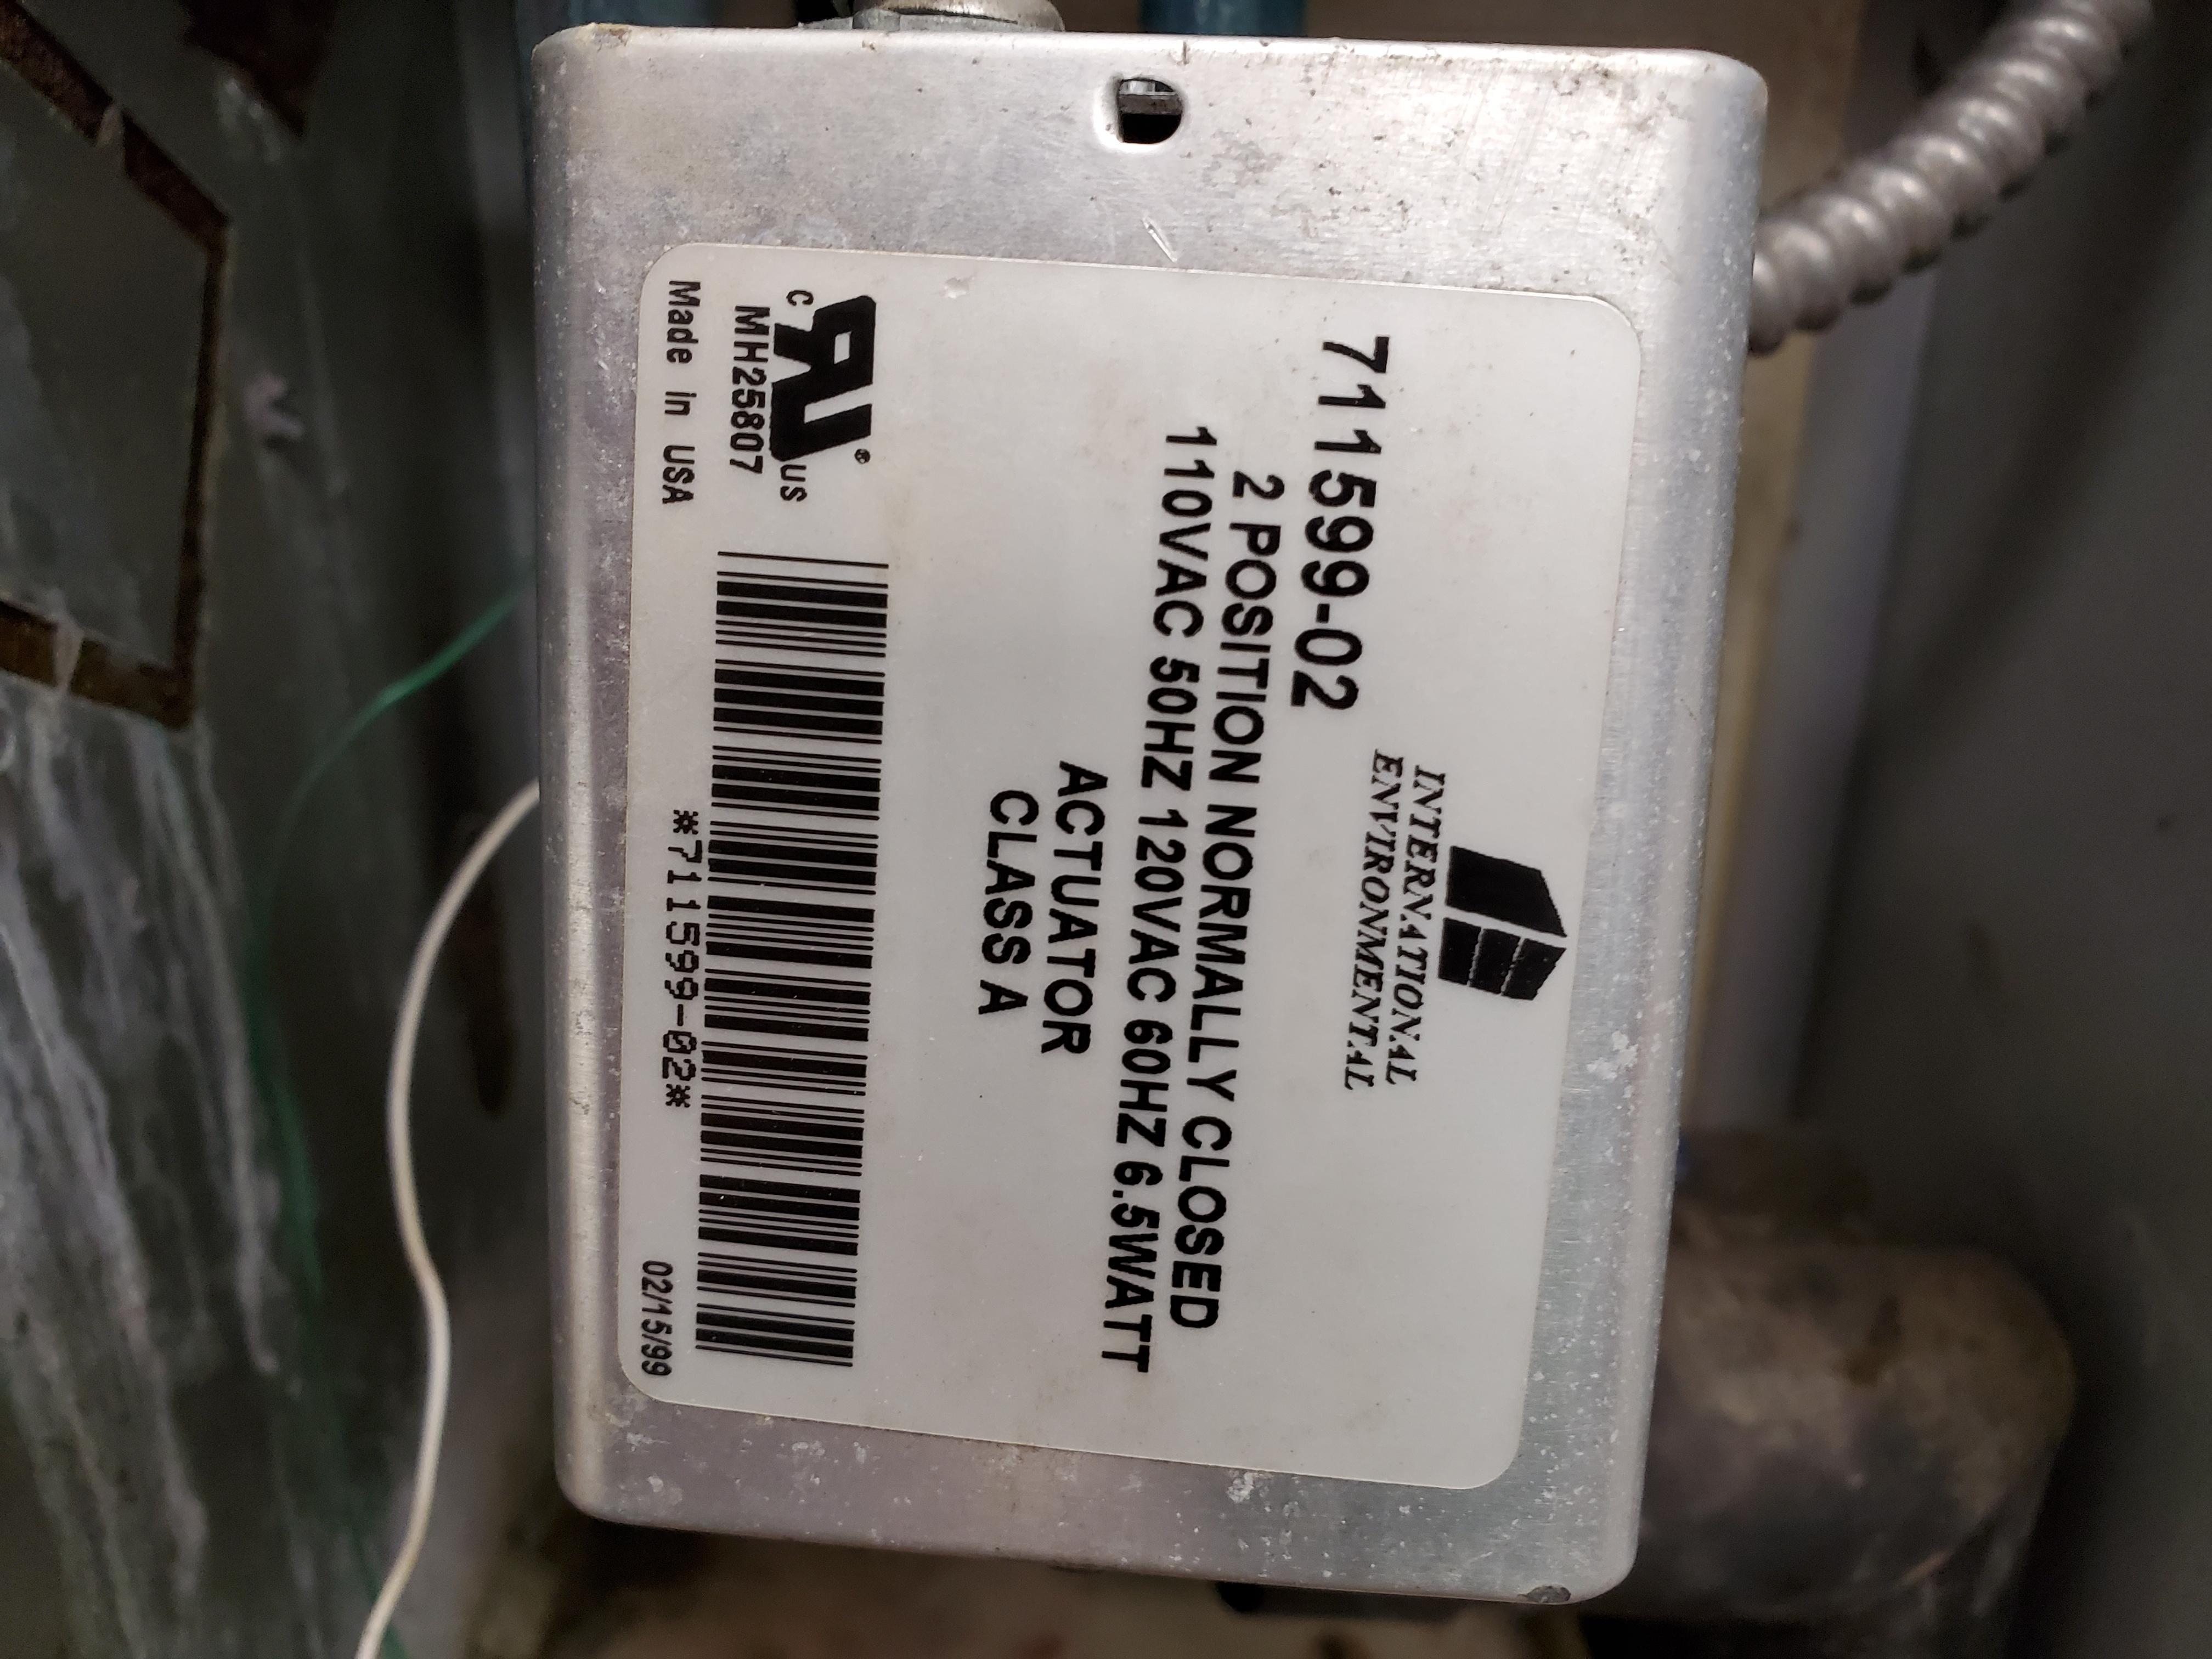 INTERNATIONAL
ENVIRONMENTAL
711599-02
2 POSITION NORMALLY CLOSED
110VAC 50HZ 120VAC 60HZ 6.5WATT
ACTUATOR
CLASS A
c RU US ®
MH25807
Made in USA
*711599-02*
02/15/99